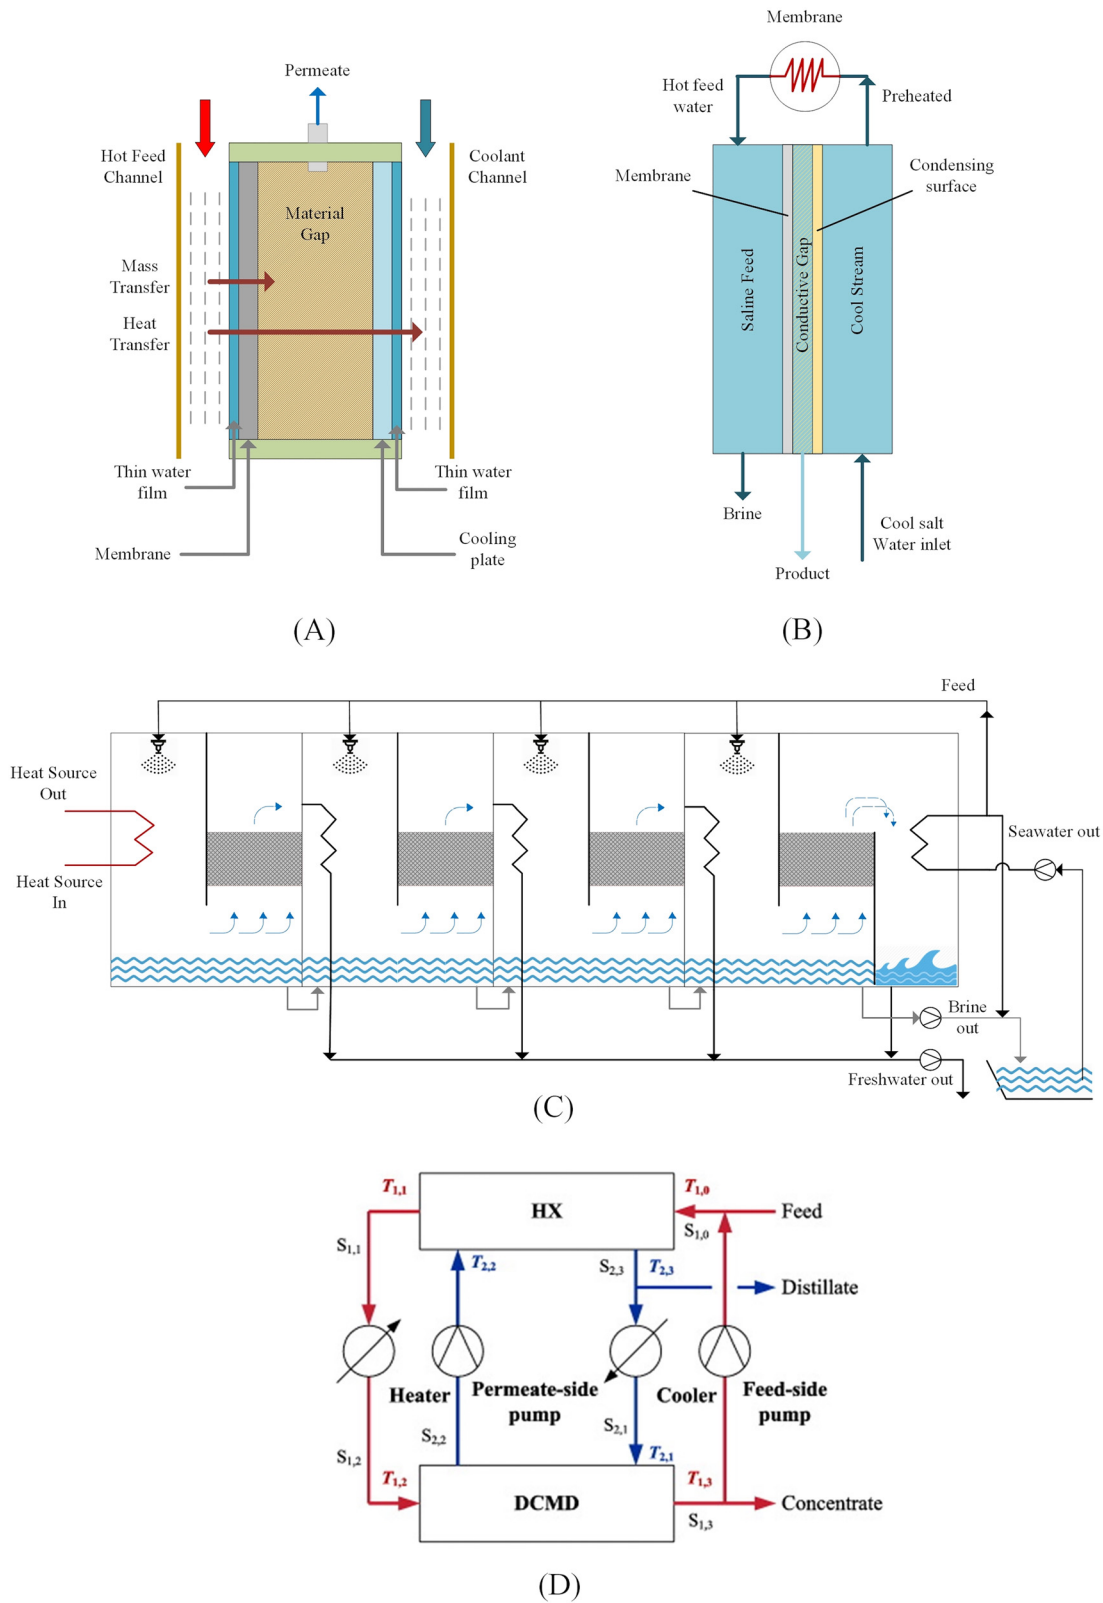 Permeate
Hot Feed
Channel
Coolant
Channel
Material
Gap
Mass
Transfer
Heat
Transfer
Thin water
film
Thin water
film
Membrane
Cooling
plate
(A)
Membrane
Hot feed
water
Preheated
Membrane
Condensing
surface
Saline Feed
Conductive Gap
Cool Stream
Brine
Cool salt
Water inlet
Product
(B)
Feed
Heat Source
Out
Heat Source
In
Seawater out
Brine
out
Freshwater out
(C)
T1,1
HX
T1,0
Feed
S1,1
S1,0
T2,2
S2,3
T2,3
Distillate
Heater
Permeate-side
pump
Cooler
Feed-side
pump
S2,2
S2,1
S1,2
T1,2
T2,1
T1,3
DCMD
Concentrate
S1,3
(D)